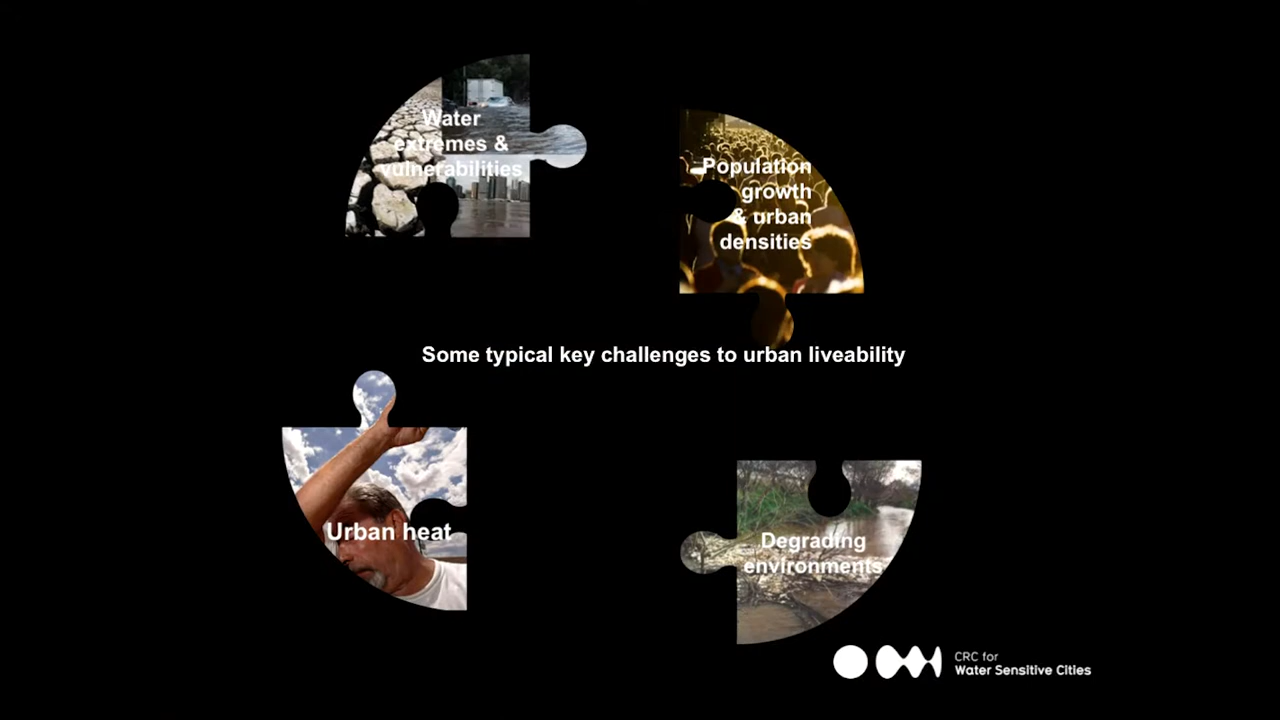 Water
extremes &
vulnerabilities
Population
growth
& urban
densities
Some typical key challenges to urban liveability
Urban heat
Degrading
environments
CRC for
Water Sensitive Cities